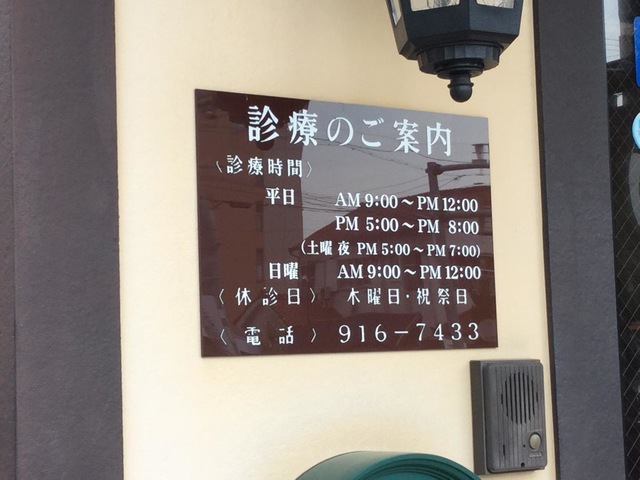 診療のご案内
〈診療時間〉
平日 AM 9:00～PM 12:00
PM 5:00～PM 8:00
(土曜 夜 PM 5:00～PM 7:00)
日曜 AM 9:00～PM 12:00
〈休診日〉 木曜日・祝祭日
〈電話〉 916-7433